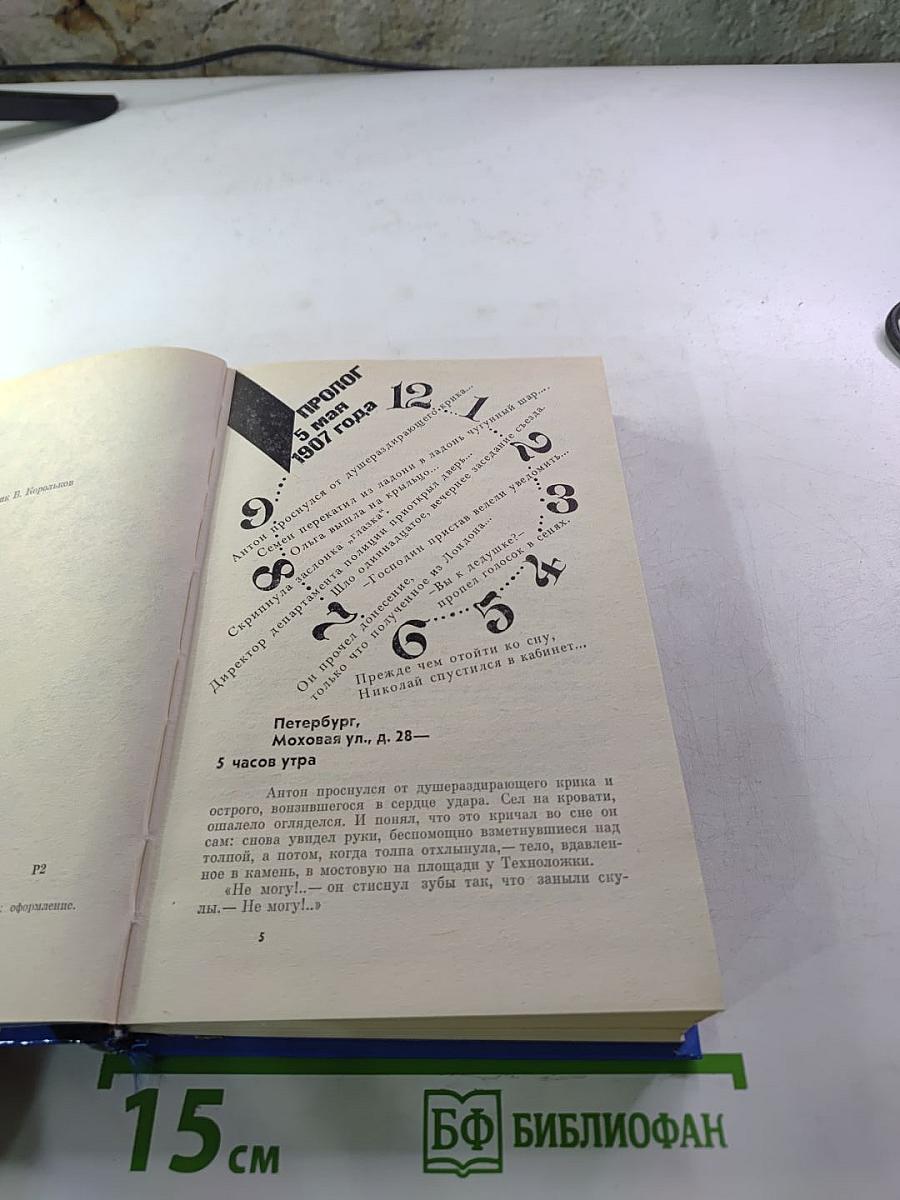 ик В. Корольков
Р2
оформление.
ПРОЛОГ
5 мая
1907 года
12
1
2
3
4
5
6
7
8
9
Антон проснулся от душераздирающего крика...
Семен перекатил из ладони в ладонь чугунный шар....
Ольга вышла на крыльцо...
Скрипнула заслонка „глазка".
Директор департамента полиции приоткрыл дверь...
Шло одиннадцатое, вечернее заседание съезда.
–Господин пристав велели уведомить...
Он прочел донесение,
только что полученное из Лондона...
–Вы к дедушке?–
пропел голосок в сенях.
Прежде чем отойти ко сну,
Николай спустился в кабинет...
Петербург,
Моховая ул., д. 28—
5 часов утра
Антон проснулся от душераздирающего крика и
острого, вонзившегося в сердце удара. Сел на кровати,
ошалело огляделся. И понял, что это кричал во сне он
сам: снова увидел руки, беспомощно взметнувшиеся над
толпой, а потом, когда толпа отхлынула,— тело, вдавлен-
ное в камень, в мостовую на площади у Техноложки.
«Не могу!..— он стиснул зубы так, что заныли ску-
лы.— Не могу!..»
5
15 см
БФ БИБЛИОФАН